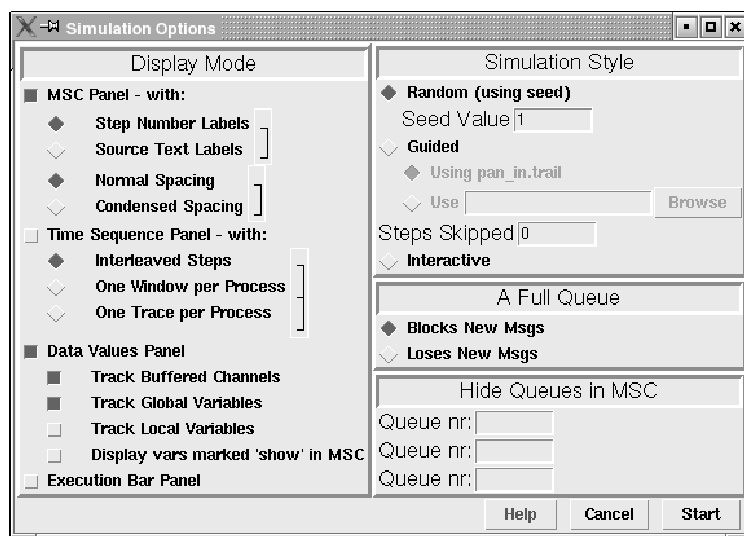 Simulation Options
Display Mode
MSC Panel - with:
Step Number Labels
Source Text Labels
Normal Spacing
Condensed Spacing
Time Sequence Panel - with:
Interleaved Steps
One Window per Process
One Trace per Process
Data Values Panel
Track Buffered Channels
Track Global Variables
Track Local Variables
Display vars marked 'show' in MSC
Execution Bar Panel
Simulation Style
Random (using seed)
Seed Value 1
Guided
Using pan_in.trail
Use Browse
Steps Skipped 0
Interactive
A Full Queue
Blocks New Msgs
Loses New Msgs
Hide Queues in MSC
Queue nr:
Queue nr:
Queue nr:
Help Cancel Start